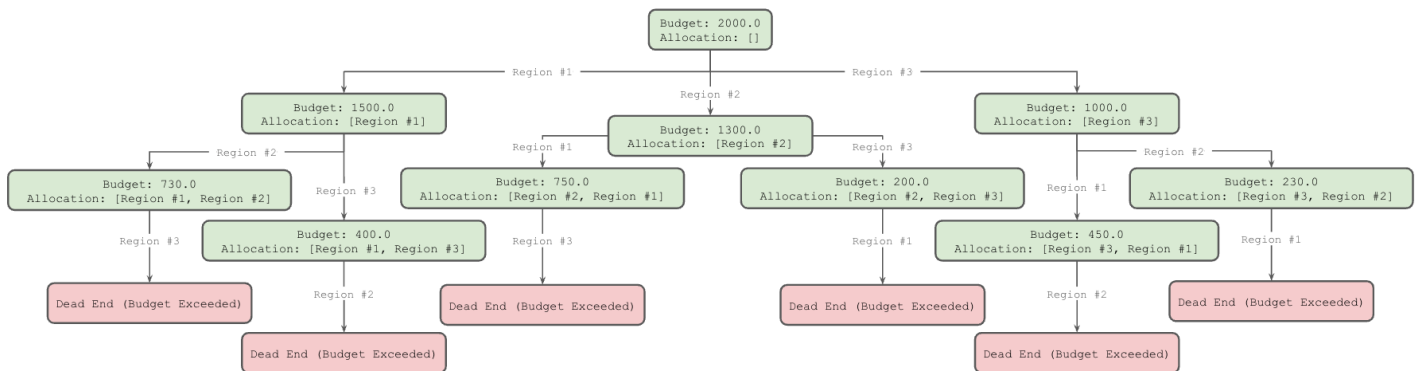 Budget: 2000.0
Allocation: []
Region #1
Region #3
Region #2
Budget: 1500.0
Allocation: [Region #1]
Budget: 1300.0
Allocation: [Region #2]
Budget: 1000.0
Allocation: [Region #3]
Region #2
Region #3
Region #1
Region #3
Region #1
Region #2
Budget: 730.0
Allocation: [Region #1, Region #2]
Budget: 750.0
Allocation: [Region #2, Region #1]
Budget: 200.0
Allocation: [Region #2, Region #3]
Budget: 230.0
Allocation: [Region #3, Region #2]
Region #3
Budget: 400.0
Allocation: [Region #1, Region #3]
Region #3
Region #1
Budget: 450.0
Allocation: [Region #3, Region #1]
Region #1
Dead End (Budget Exceeded)
Region #2
Dead End (Budget Exceeded)
Dead End (Budget Exceeded)
Region #2
Dead End (Budget Exceeded)
Dead End (Budget Exceeded)
Dead End (Budget Exceeded)